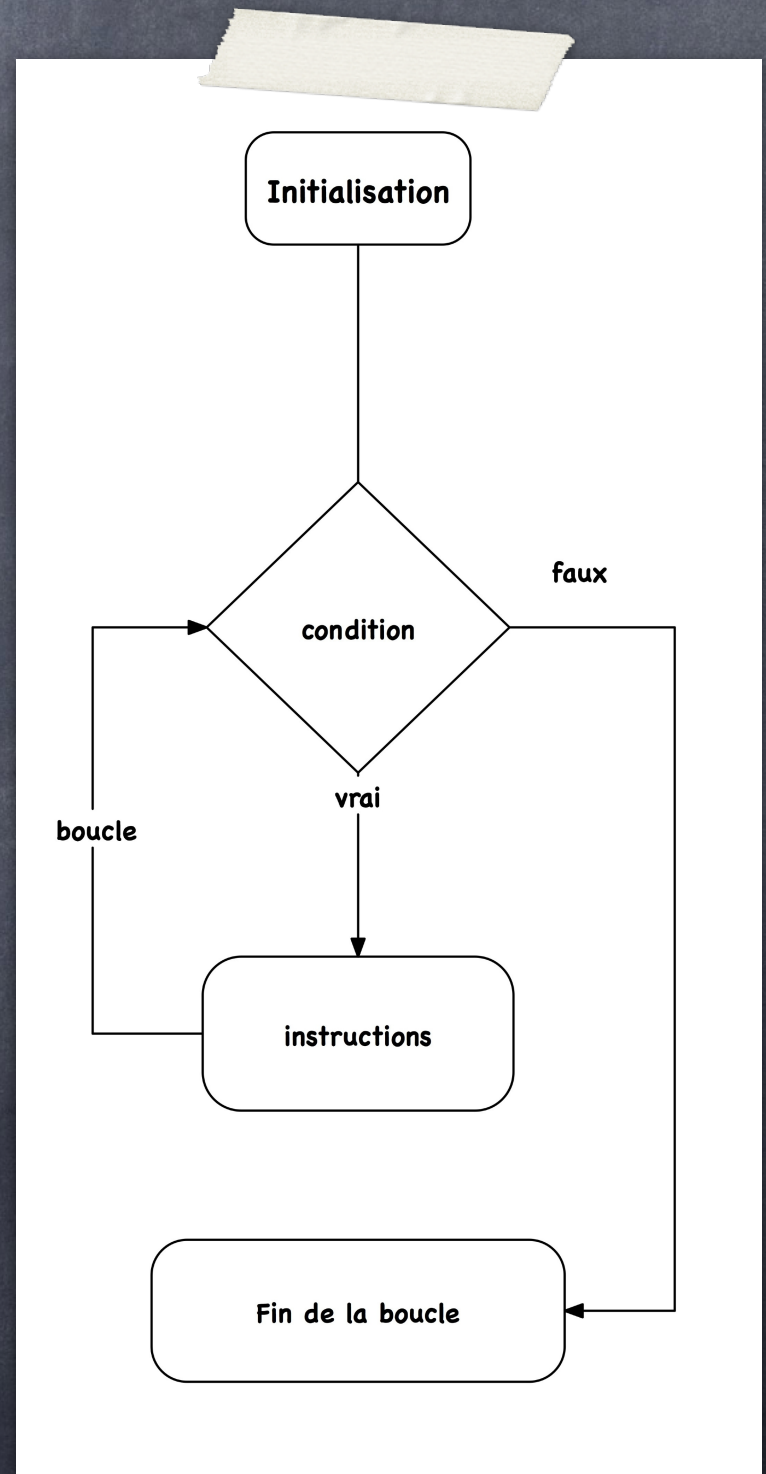 Initialisation
faux
condition
vrai
boucle
instructions
Fin de la boucle